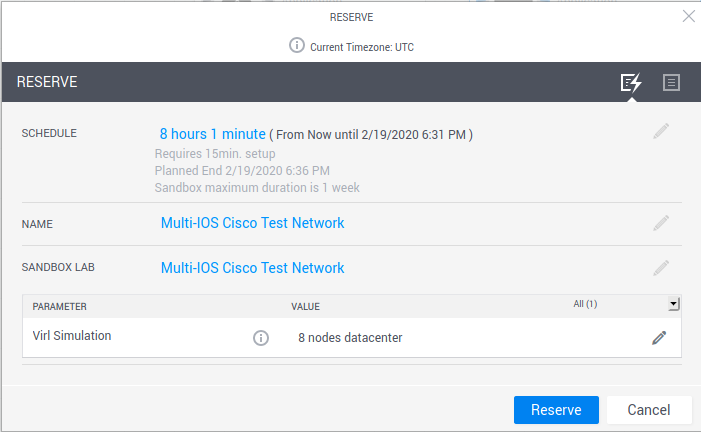 RESERVE
Current Timezone: UTC
RESERVE
SCHEDULE
8 hours 1 minute ( From Now until 2/19/2020 6:31 PM )
Requires 15min. setup
Planned End 2/19/2020 6:36 PM
Sandbox maximum duration is 1 week
NAME
Multi-IOS Cisco Test Network
SANDBOX LAB
Multi-IOS Cisco Test Network
PARAMETER VALUE All (1)
Virl Simulation 8 nodes datacenter
Reserve Cancel